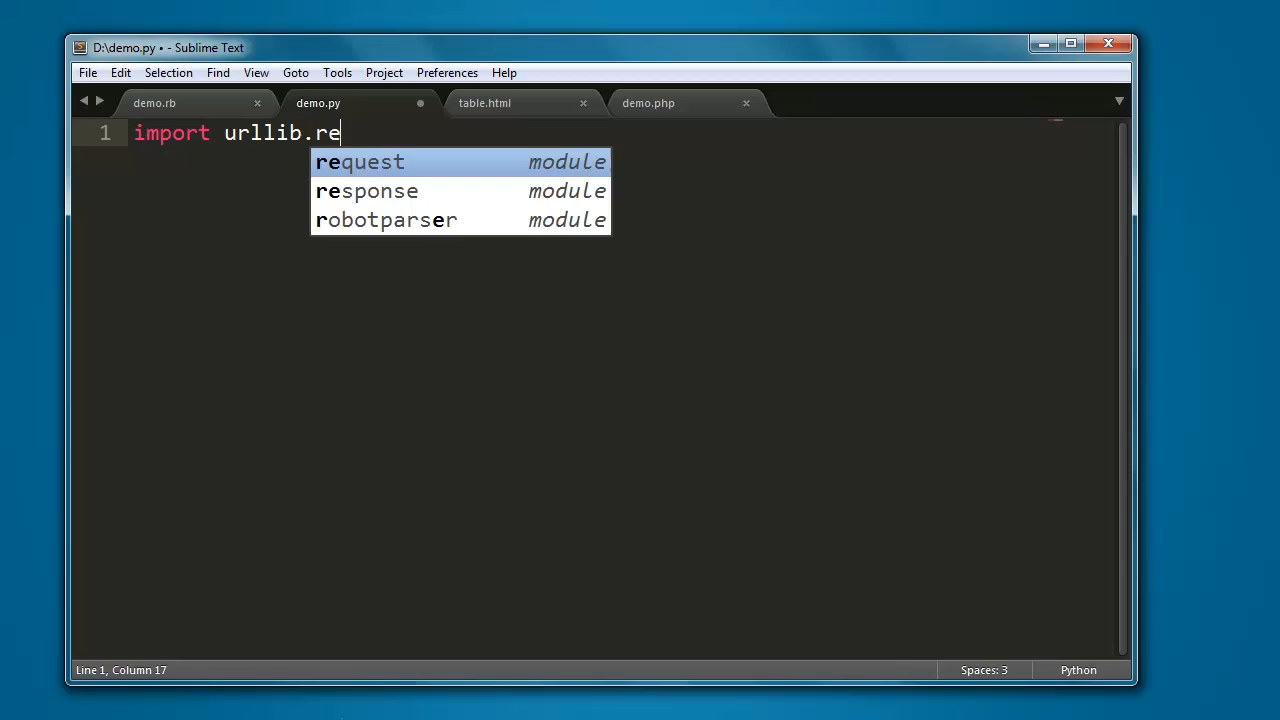 D:\demo.py • - Sublime Text
File Edit Selection Find View Goto Tools Project Preferences Help
demo.rb × demo.py table.html × demo.php ×
1 import urllib.re
request module
response module
robotparser module
Line 1, Column 17 Spaces: 3 Python